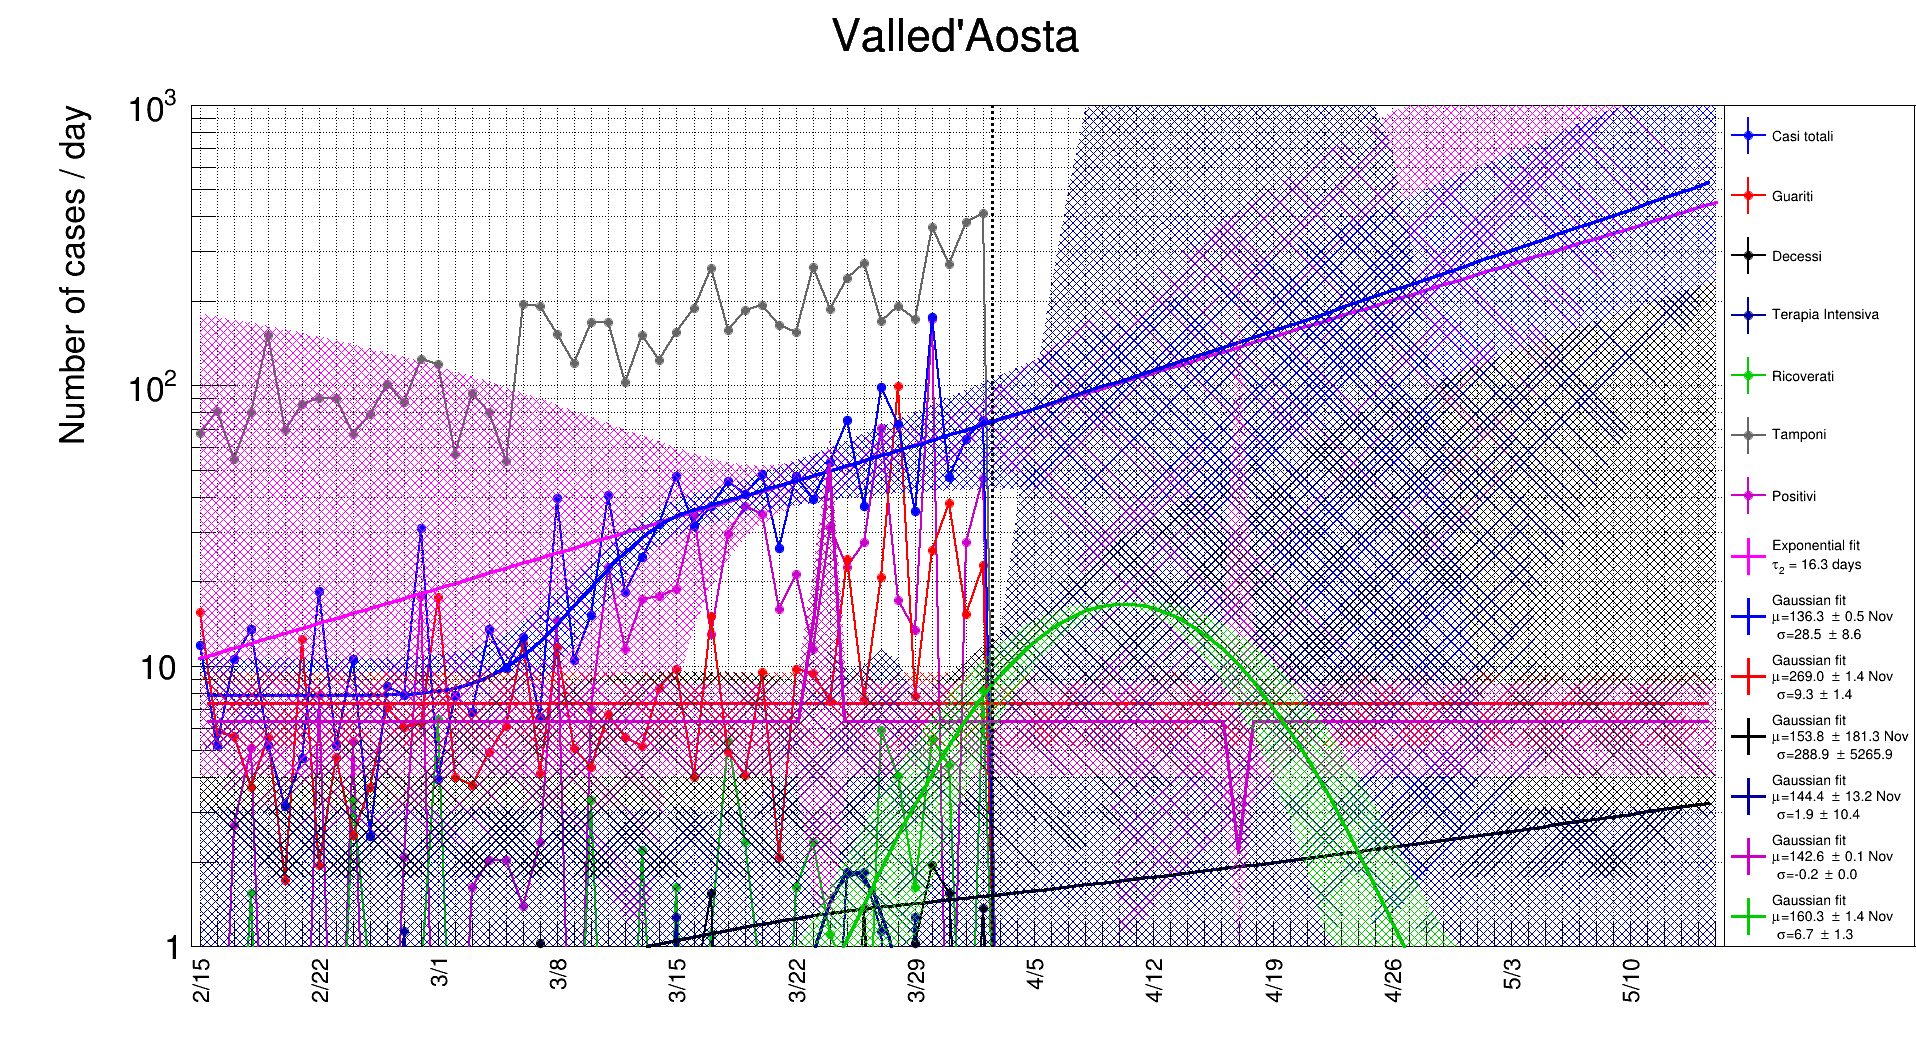 Valled'Aosta
Number of cases / day
10³
10²
10
1
2/15
2/22
3/1
3/8
3/15
3/22
3/29
4/5
4/12
4/19
4/26
5/3
5/10
Casi totali
Guariti
Decessi
Terapia Intensiva
Ricoverati
Tamponi
Positivi
Exponential fit
τ₂ = 16.3 days
Gaussian fit
μ=136.3 ± 0.5 Nov
σ=28.5 ± 8.6
Gaussian fit
μ=269.0 ± 1.4 Nov
σ=9.3 ± 1.4
Gaussian fit
μ=153.8 ± 181.3 Nov
σ=288.9 ± 5265.9
Gaussian fit
μ=144.4 ± 13.2 Nov
σ=1.9 ± 10.4
Gaussian fit
μ=142.6 ± 0.1 Nov
σ=-0.2 ± 0.0
Gaussian fit
μ=160.3 ± 1.4 Nov
σ=6.7 ± 1.3